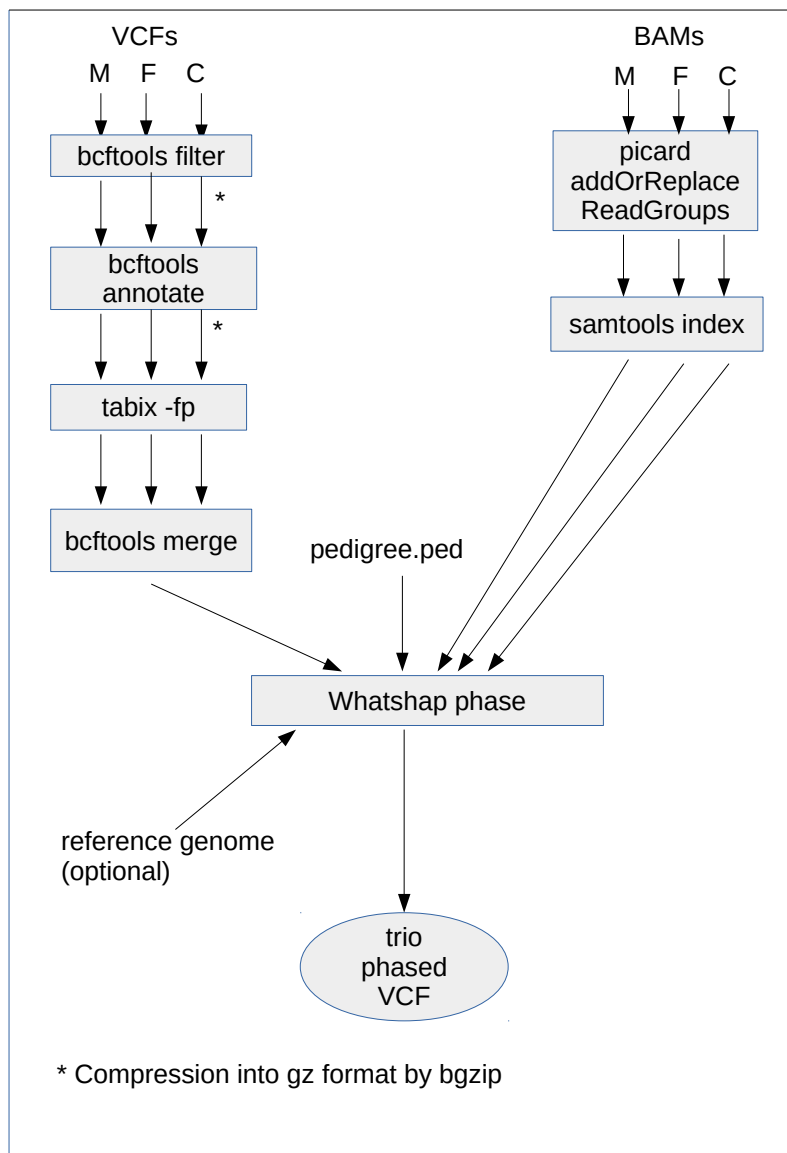 VCFs
M F C
bcftools filter
*
bcftools
annotate
*
tabix -fp
bcftools merge
BAMs
M F C
picard
addOrReplace
ReadGroups
samtools index
pedigree.ped
Whatshap phase
reference genome
(optional)
trio
phased
VCF
* Compression into gz format by bgzip